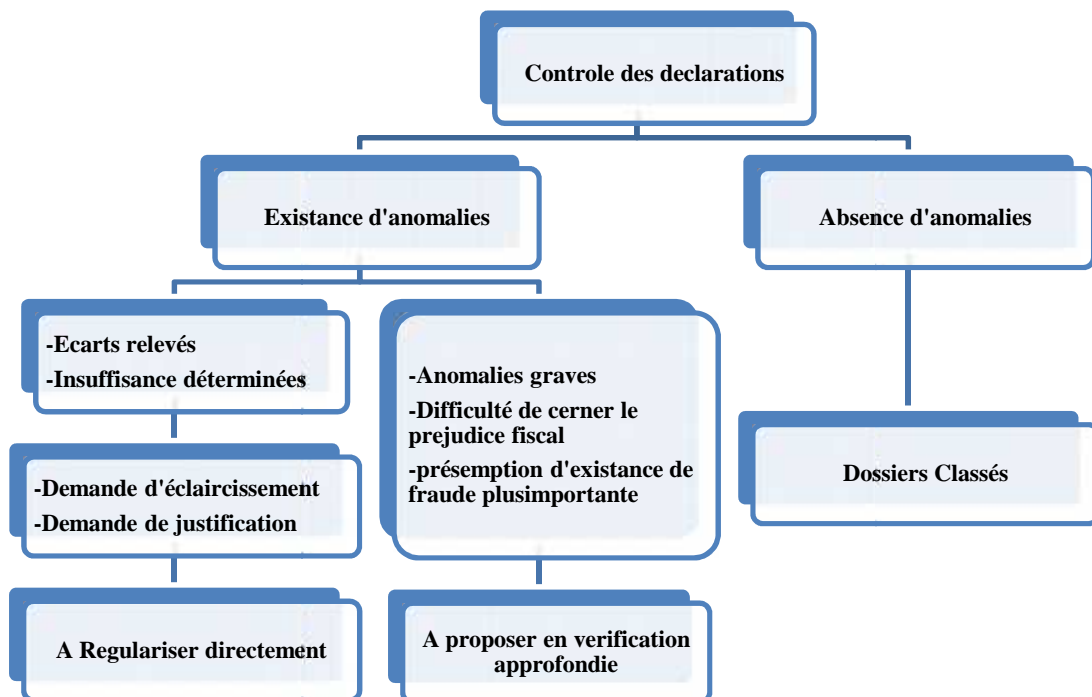 Controle des declarations
Existance d'anomalies
Absence d'anomalies
-Ecarts relevés
-Insuffisance déterminées
-Anomalies graves
-Difficulté de cerner le
prejudice fiscal
-présemption d'existance de
fraude plusimportante
Dossiers Classés
-Demande d'éclaircissement
-Demande de justification
A Regulariser directement
A proposer en verification
approfondie